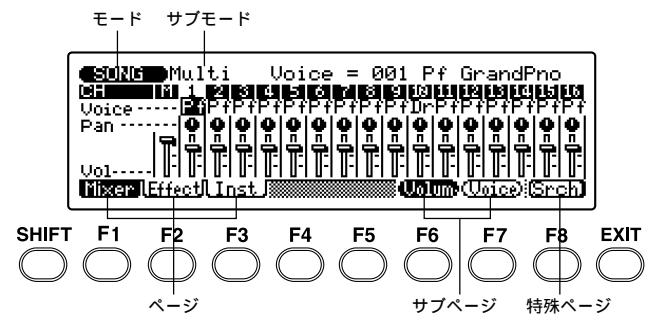 モード サブモード
SONG Multi Voice = 001 Pf GrandPno
CH M 1 2 3 4 5 6 7 8 9 10 11 12 13 14 15 16
Voice ----- Pf Pf Pf Pf Pf Pf Pf Pf Pf Dr Pf Pf Pf Pf Pf Pf
Pan -----
Vol-----
Mixer Effect Inst. Volum Voice Srch
SHIFT F1 F2 F3 F4 F5 F6 F7 F8 EXIT
ページ サブページ 特殊ページ